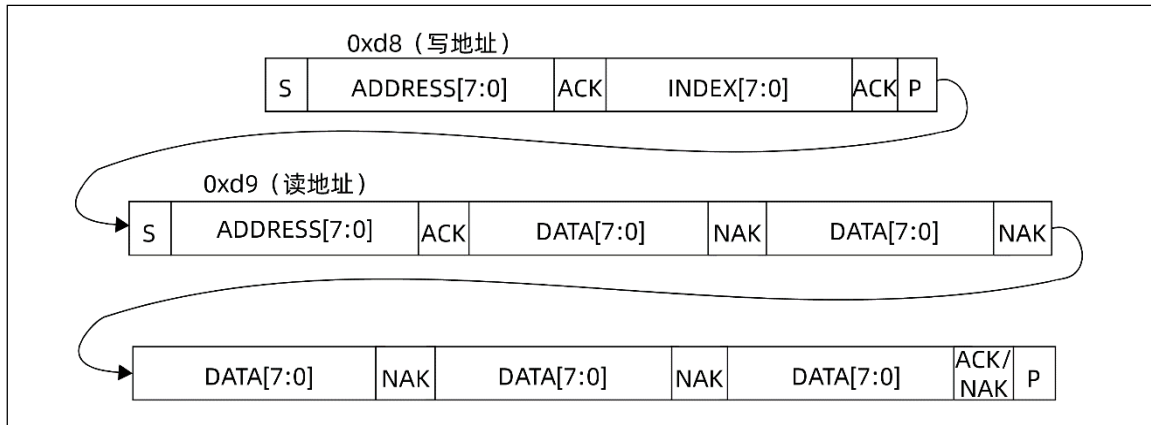 0xd8（写地址）
S ADDRESS[7:0] ACK INDEX[7:0] ACK P
0xd9（读地址）
S ADDRESS[7:0] ACK DATA[7:0] NAK DATA[7:0] NAK
DATA[7:0] NAK DATA[7:0] NAK DATA[7:0] ACK/
NAK P